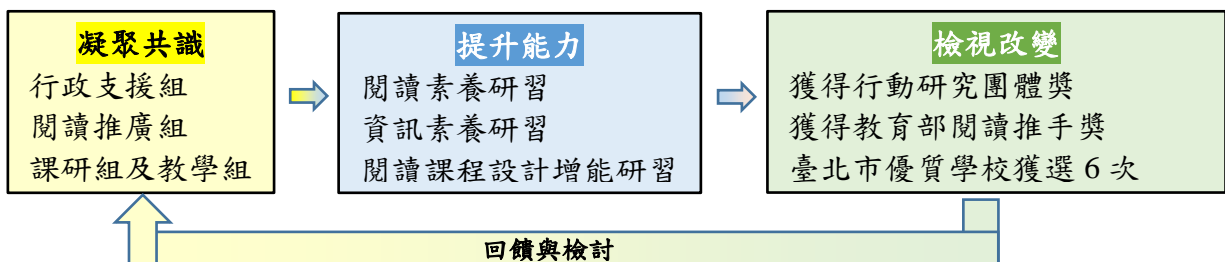 凝聚共識
行政支援組
閱讀推廣組
課研組及教學組
提升能力
閱讀素養研習
資訊素養研習
閱讀課程設計增能研習
檢視改變
獲得行動研究團體獎
獲得教育部閱讀推手獎
臺北市優質學校獲選 6 次
回饋與檢討